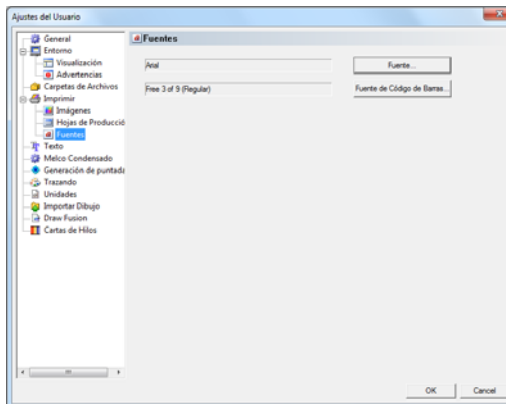 Ajustes del Usuario
General
Entorno
Visualización
Advertencias
Carpetas de Archivos
Imprimir
Imágenes
Hojas de Producció
Fuentes
Texto
Melco Condensado
Generación de puntada
Trazando
Unidades
Importar Dibujo
Draw Fusion
Cartas de Hilos
Fuentes
Arial
Fuente...
Free 3 of 9 (Regular)
Fuente de Código de Barras...
OK
Cancel